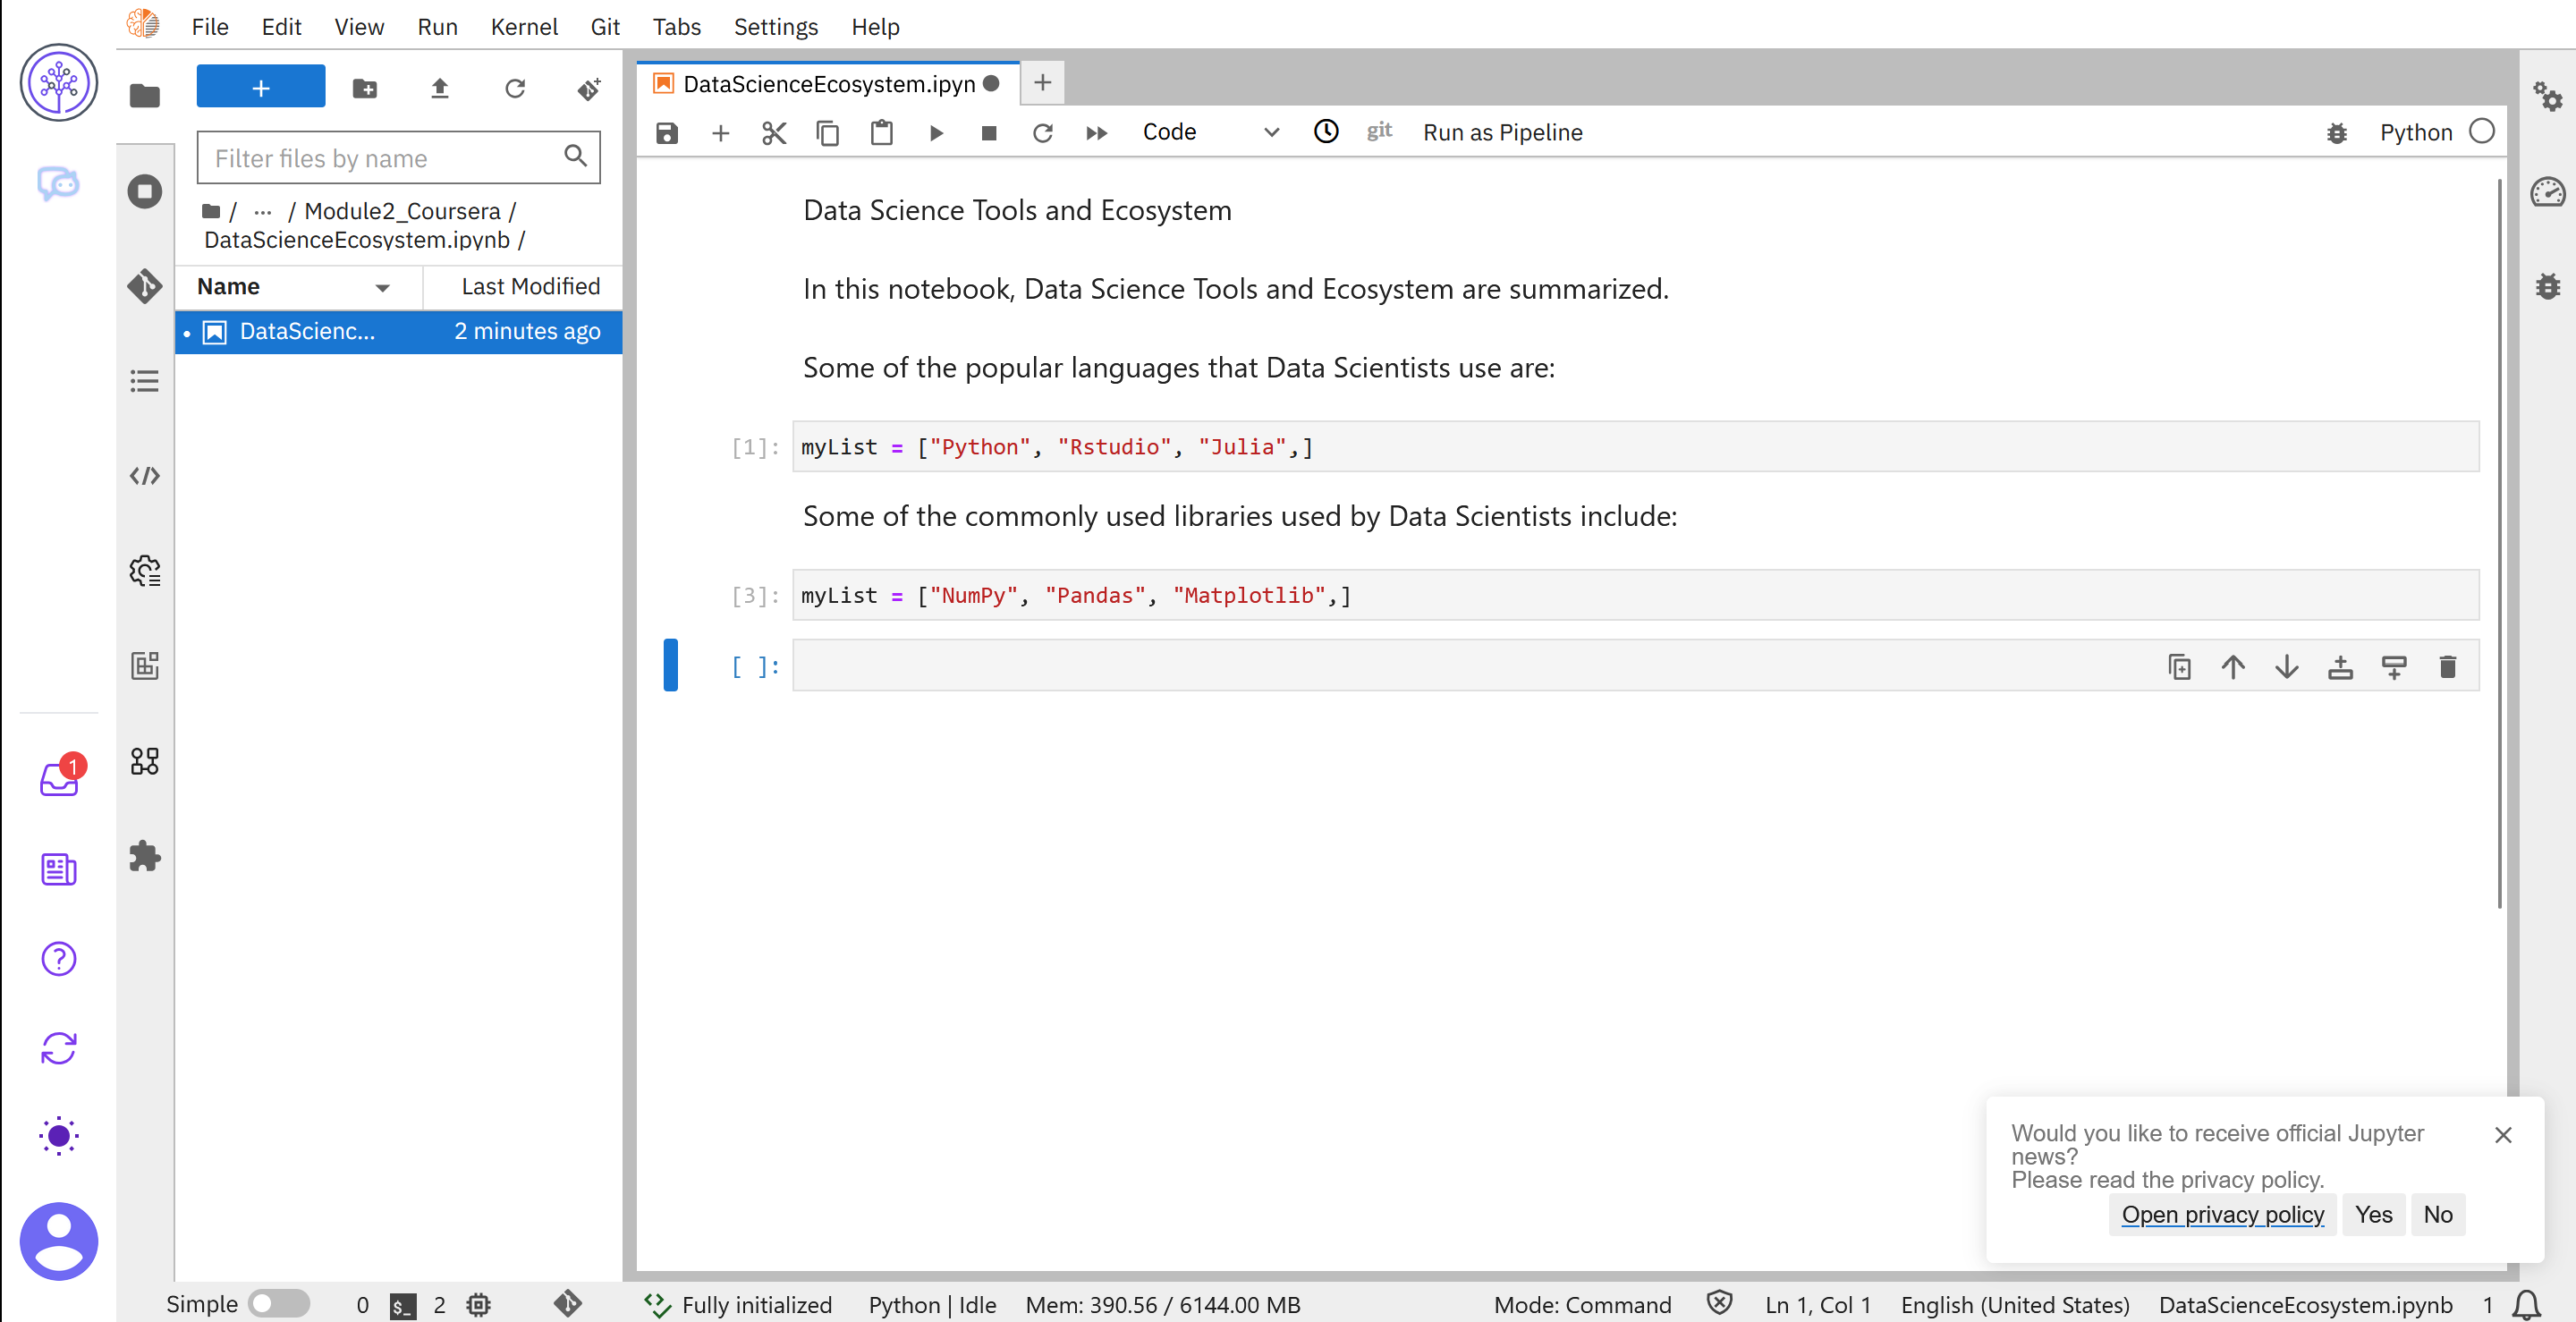 File Edit View Run Kernel Git Tabs Settings Help
+
Filter files by name
/ ... / Module2_Coursera /
DataScienceEcosystem.ipynb /
Name Last Modified
DataScienc... 2 minutes ago
DataScienceEcosystem.ipyn
Code git Run as Pipeline Python
Data Science Tools and Ecosystem
In this notebook, Data Science Tools and Ecosystem are summarized.
Some of the popular languages that Data Scientists use are:
[1]: myList = ["Python", "Rstudio", "Julia",]
Some of the commonly used libraries used by Data Scientists include:
[3]: myList = ["NumPy", "Pandas", "Matplotlib",]
[ ]:
1
Would you like to receive official Jupyter
news?
Please read the privacy policy.
Open privacy policy Yes No
Simple 0 $_ 2 Fully initialized Python | Idle Mem: 390.56 / 6144.00 MB Mode: Command Ln 1, Col 1 English (United States) DataScienceEcosystem.ipynb 1